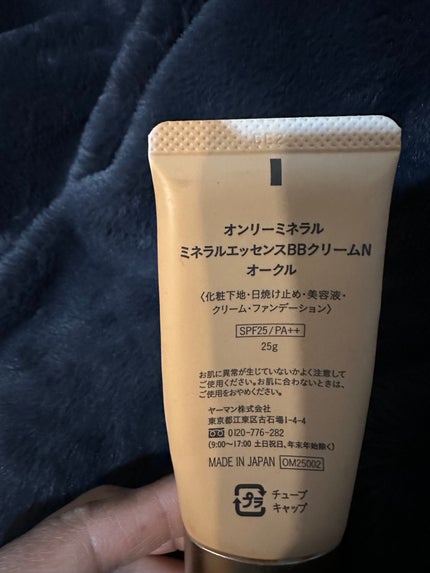 オンリーミネラル
ミネラルエッセンスBBクリームN
オークル
〈化粧下地・日焼け止め・美容液・
クリーム・ファンデーション〉
SPF25/PA++
25g
お肌に異常が生じていないかよく注意して
ご使用ください。お肌に合わないときは、
ご使用をおやめください。
ヤーマン株式会社
東京都江東区古石場1-4-4
0120-776-282
(9:00〜17:00 土日祝日、年末年始除く)
MADE IN JAPAN OM25002
プラ チューブ
キャップ